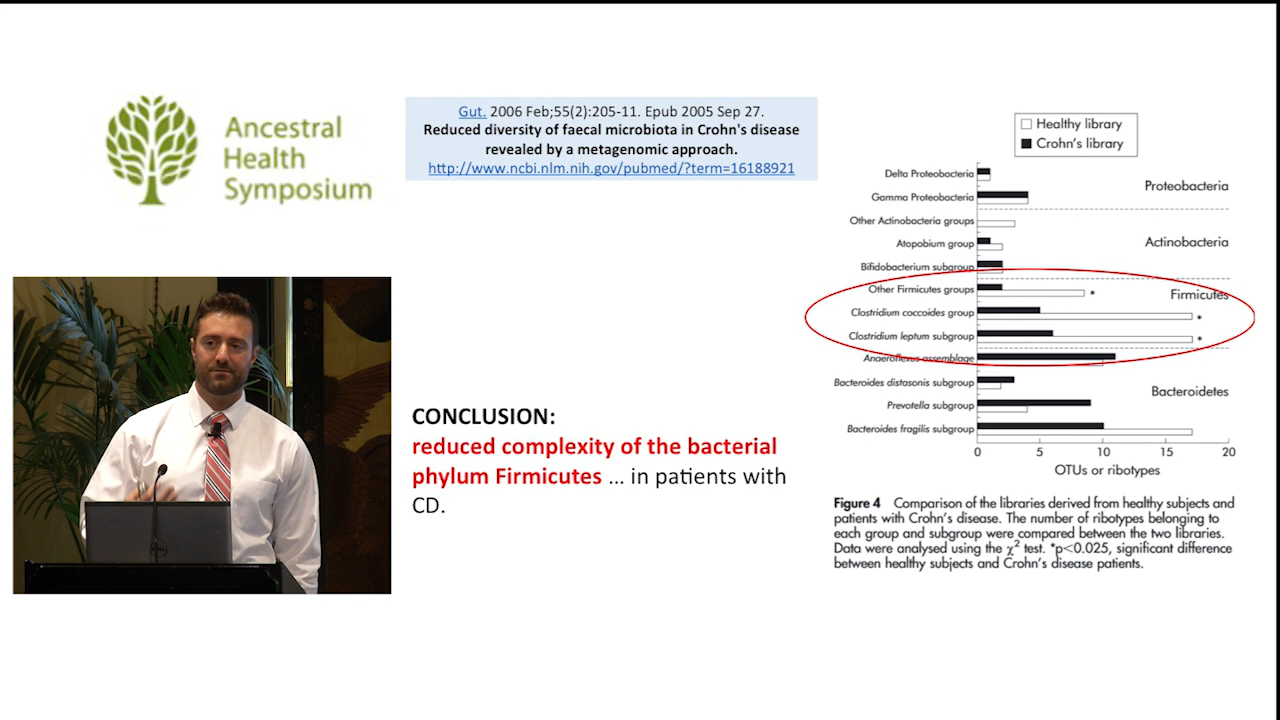 Ancestral
Health
Symposium
Gut. 2006 Feb;55(2):205-11. Epub 2005 Sep 27.
Reduced diversity of faecal microbiota in Crohn's disease
revealed by a metagenomic approach.
http://www.ncbi.nlm.nih.gov/pubmed/?term=16188921
CONCLUSION:
reduced complexity of the bacterial
phylum Firmicutes ... in patients with
CD.
Healthy library
Crohn's library
Delta Proteobacteria
Proteobacteria
Gamma Proteobacteria
Other Actinobacteria groups
Atopobium group
Actinobacteria
Bifidobacterium subgroup
Other Firmicutes groups
*
Firmicutes
Clostridium coccoides group
*
Clostridium leptum subgroup
*
Anaeroflexus assemblage
Bacteroides distasonis subgroup
Bacteroidetes
Prevotella subgroup
Bacteroides fragilis subgroup
0 5 10 15 20
OTUs or ribotypes
Figure 4 Comparison of the libraries derived from healthy subjects and
patients with Crohn's disease. The number of ribotypes belonging to
each group and subgroup were compared between the two libraries.
Data were analysed using the χ2 test. *p<0.025, significant difference
between healthy subjects and Crohn's disease patients.
DELL